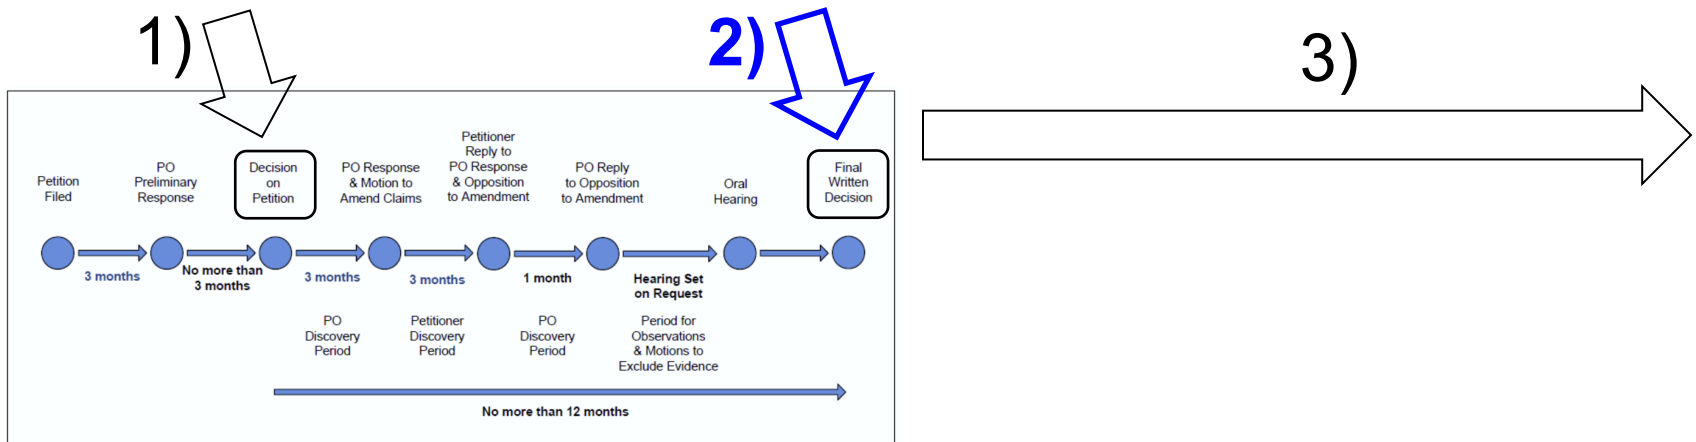 1)
2)
3)
Petition
Filed
PO
Preliminary
Response
Decision
on
Petition
PO Response
& Motion to
Amend Claims
Petitioner
Reply to
PO Response
& Opposition
to Amendment
PO Reply
to Opposition
to Amendment
Oral
Hearing
Final
Written
Decision
3 months
No more than
3 months
3 months
3 months
1 month
Hearing Set
on Request
PO
Discovery
Period
Petitioner
Discovery
Period
PO
Discovery
Period
Period for
Observations
& Motions to
Exclude Evidence
No more than 12 months